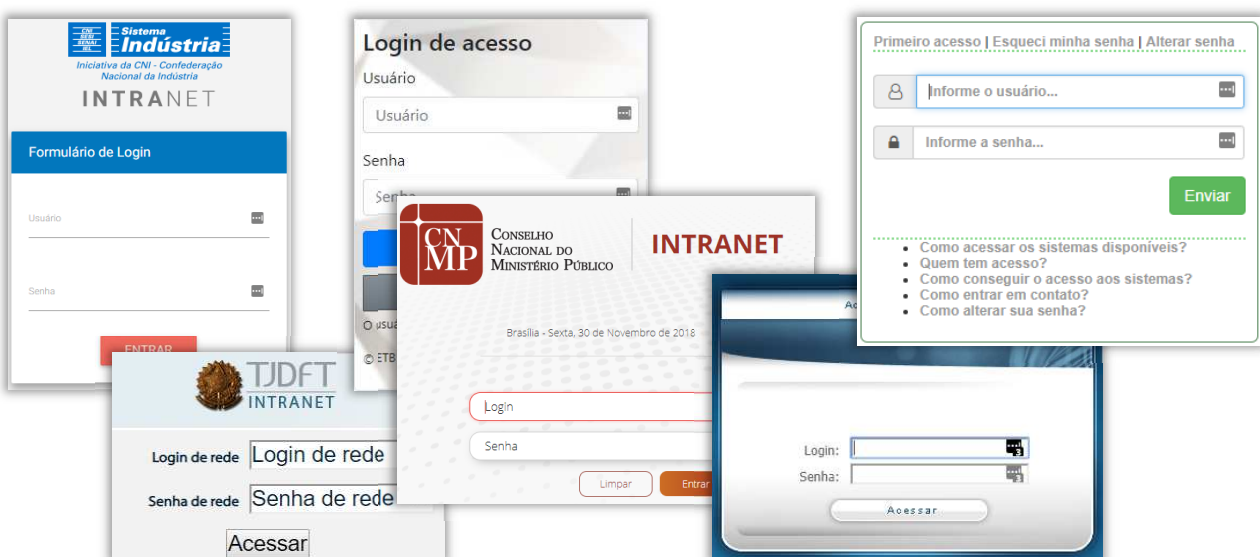 CNI
SESI
SENAI
IEL
Sistema
Indústria
Iniciativa da CNI - Confederação
Nacional da Indústria
INTRANET
Formulário de Login
Usuário
Senha
ENTRAR
Login de acesso
Usuário
Usuário
Senha
Senha
© ETB
Primeiro acesso | Esqueci minha senha | Alterar senha
Informe o usuário...
Informe a senha...
Enviar
Como acessar os sistemas disponíveis?
Quem tem acesso?
Como conseguir o acesso aos sistemas?
Como entrar em contato?
Como alterar sua senha?
CN
MP
Conselho
Nacional do
Ministério Público
INTRANET
Brasília - Sexta, 30 de Novembro de 2018
Login
Senha
Limpar
Entrar
TJDFT
INTRANET
Login de rede Login de rede
Senha de rede Senha de rede
Acessar
Login:
3
Senha:
3
Acessar